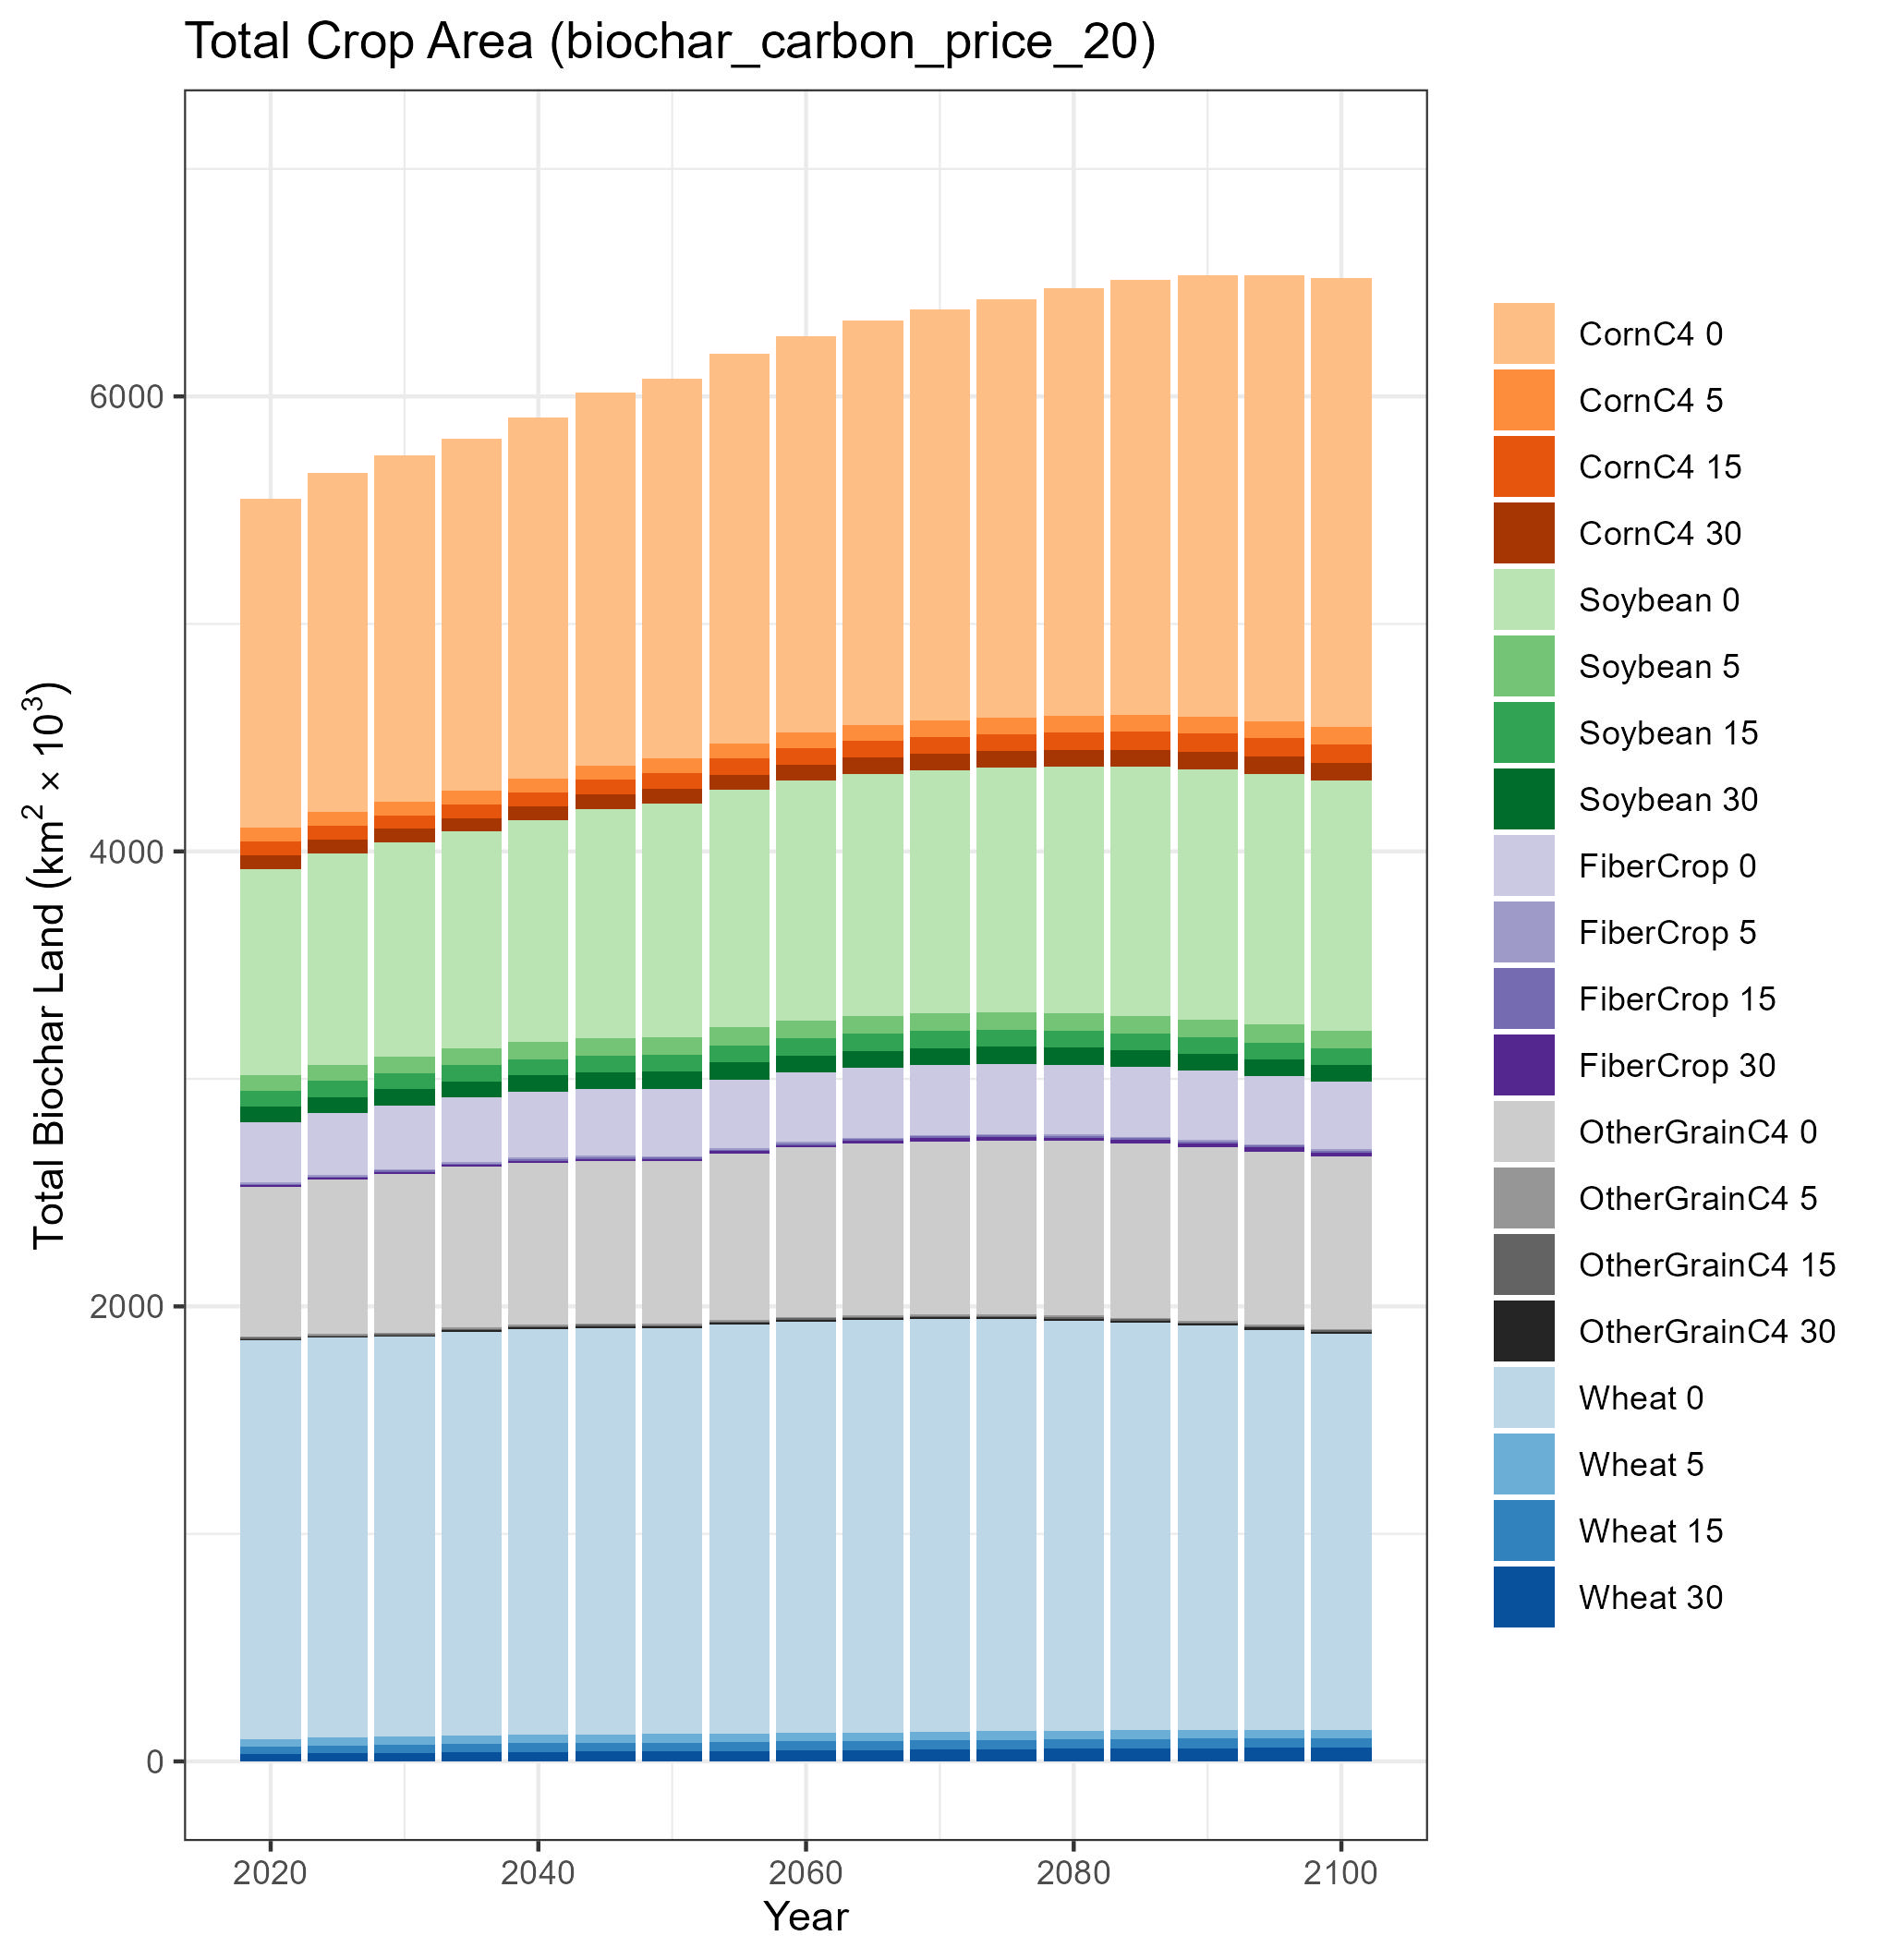 Total Crop Area (biochar_carbon_price_20)
Total Biochar Land (km² × 10³)
6000
4000
2000
0
2020 2040 2060 2080 2100
Year
CornC4 0
CornC4 5
CornC4 15
CornC4 30
Soybean 0
Soybean 5
Soybean 15
Soybean 30
FiberCrop 0
FiberCrop 5
FiberCrop 15
FiberCrop 30
OtherGrainC4 0
OtherGrainC4 5
OtherGrainC4 15
OtherGrainC4 30
Wheat 0
Wheat 5
Wheat 15
Wheat 30